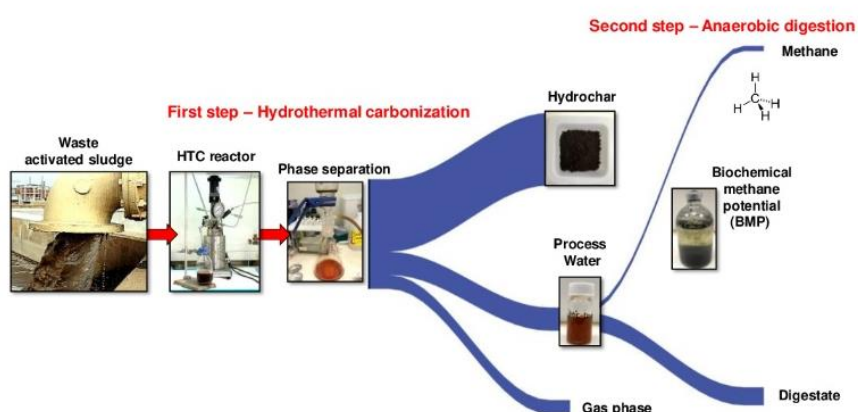 Second step – Anaerobic digestion
Methane
H
H
C
H
H
Hydrochar
First step – Hydrothermal carbonization
Waste
activated sludge
HTC reactor
Phase separation
Biochemical
methane
potential
(BMP)
Process
Water
Digestate
Gas phase